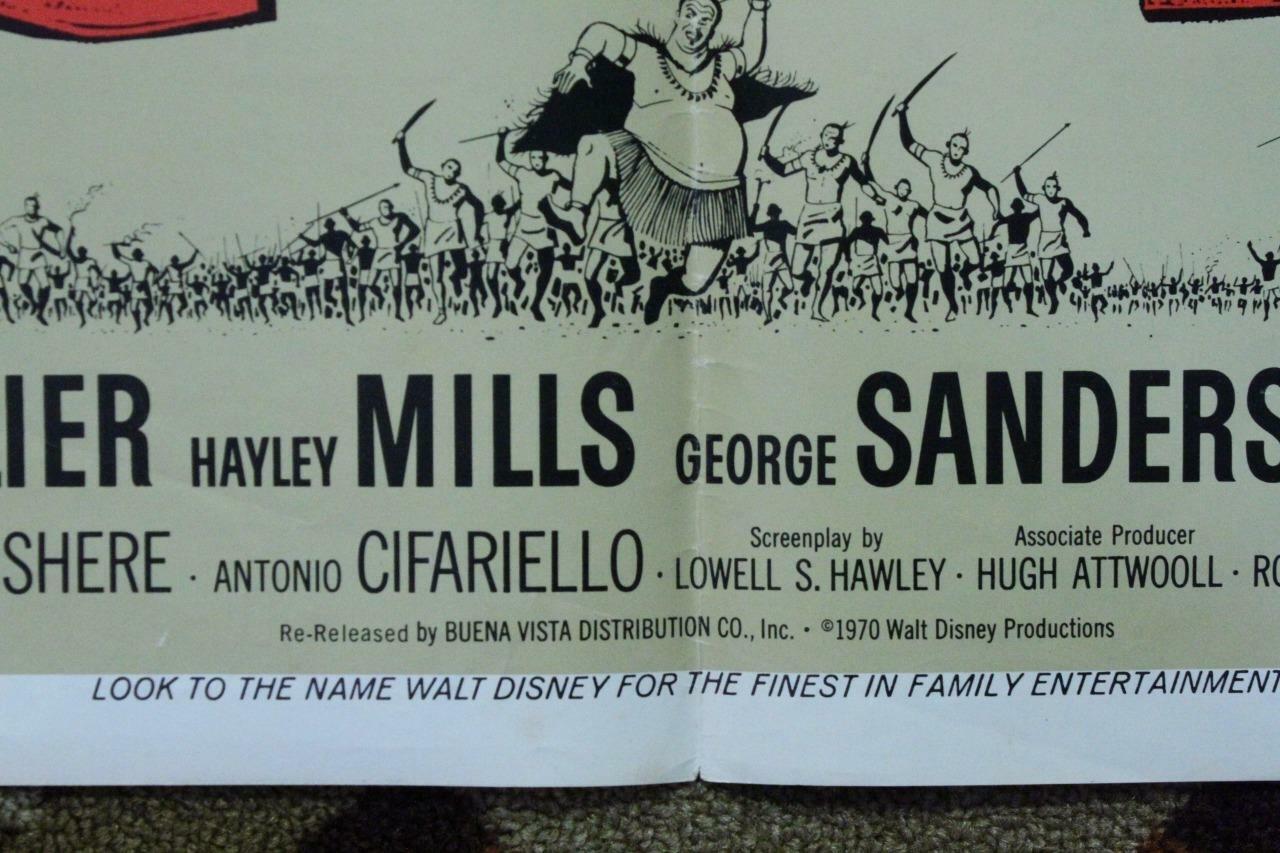 LIER HAYLEY MILLS GEORGE SANDERS
Screenplay by Associate Producer
SHERE · ANTONIO CIFARIELLO · LOWELL S. HAWLEY · HUGH ATTWOOLL · RO
Re-Released by BUENA VISTA DISTRIBUTION CO., Inc. · ©1970 Walt Disney Productions
LOOK TO THE NAME WALT DISNEY FOR THE FINEST IN FAMILY ENTERTAINMENT